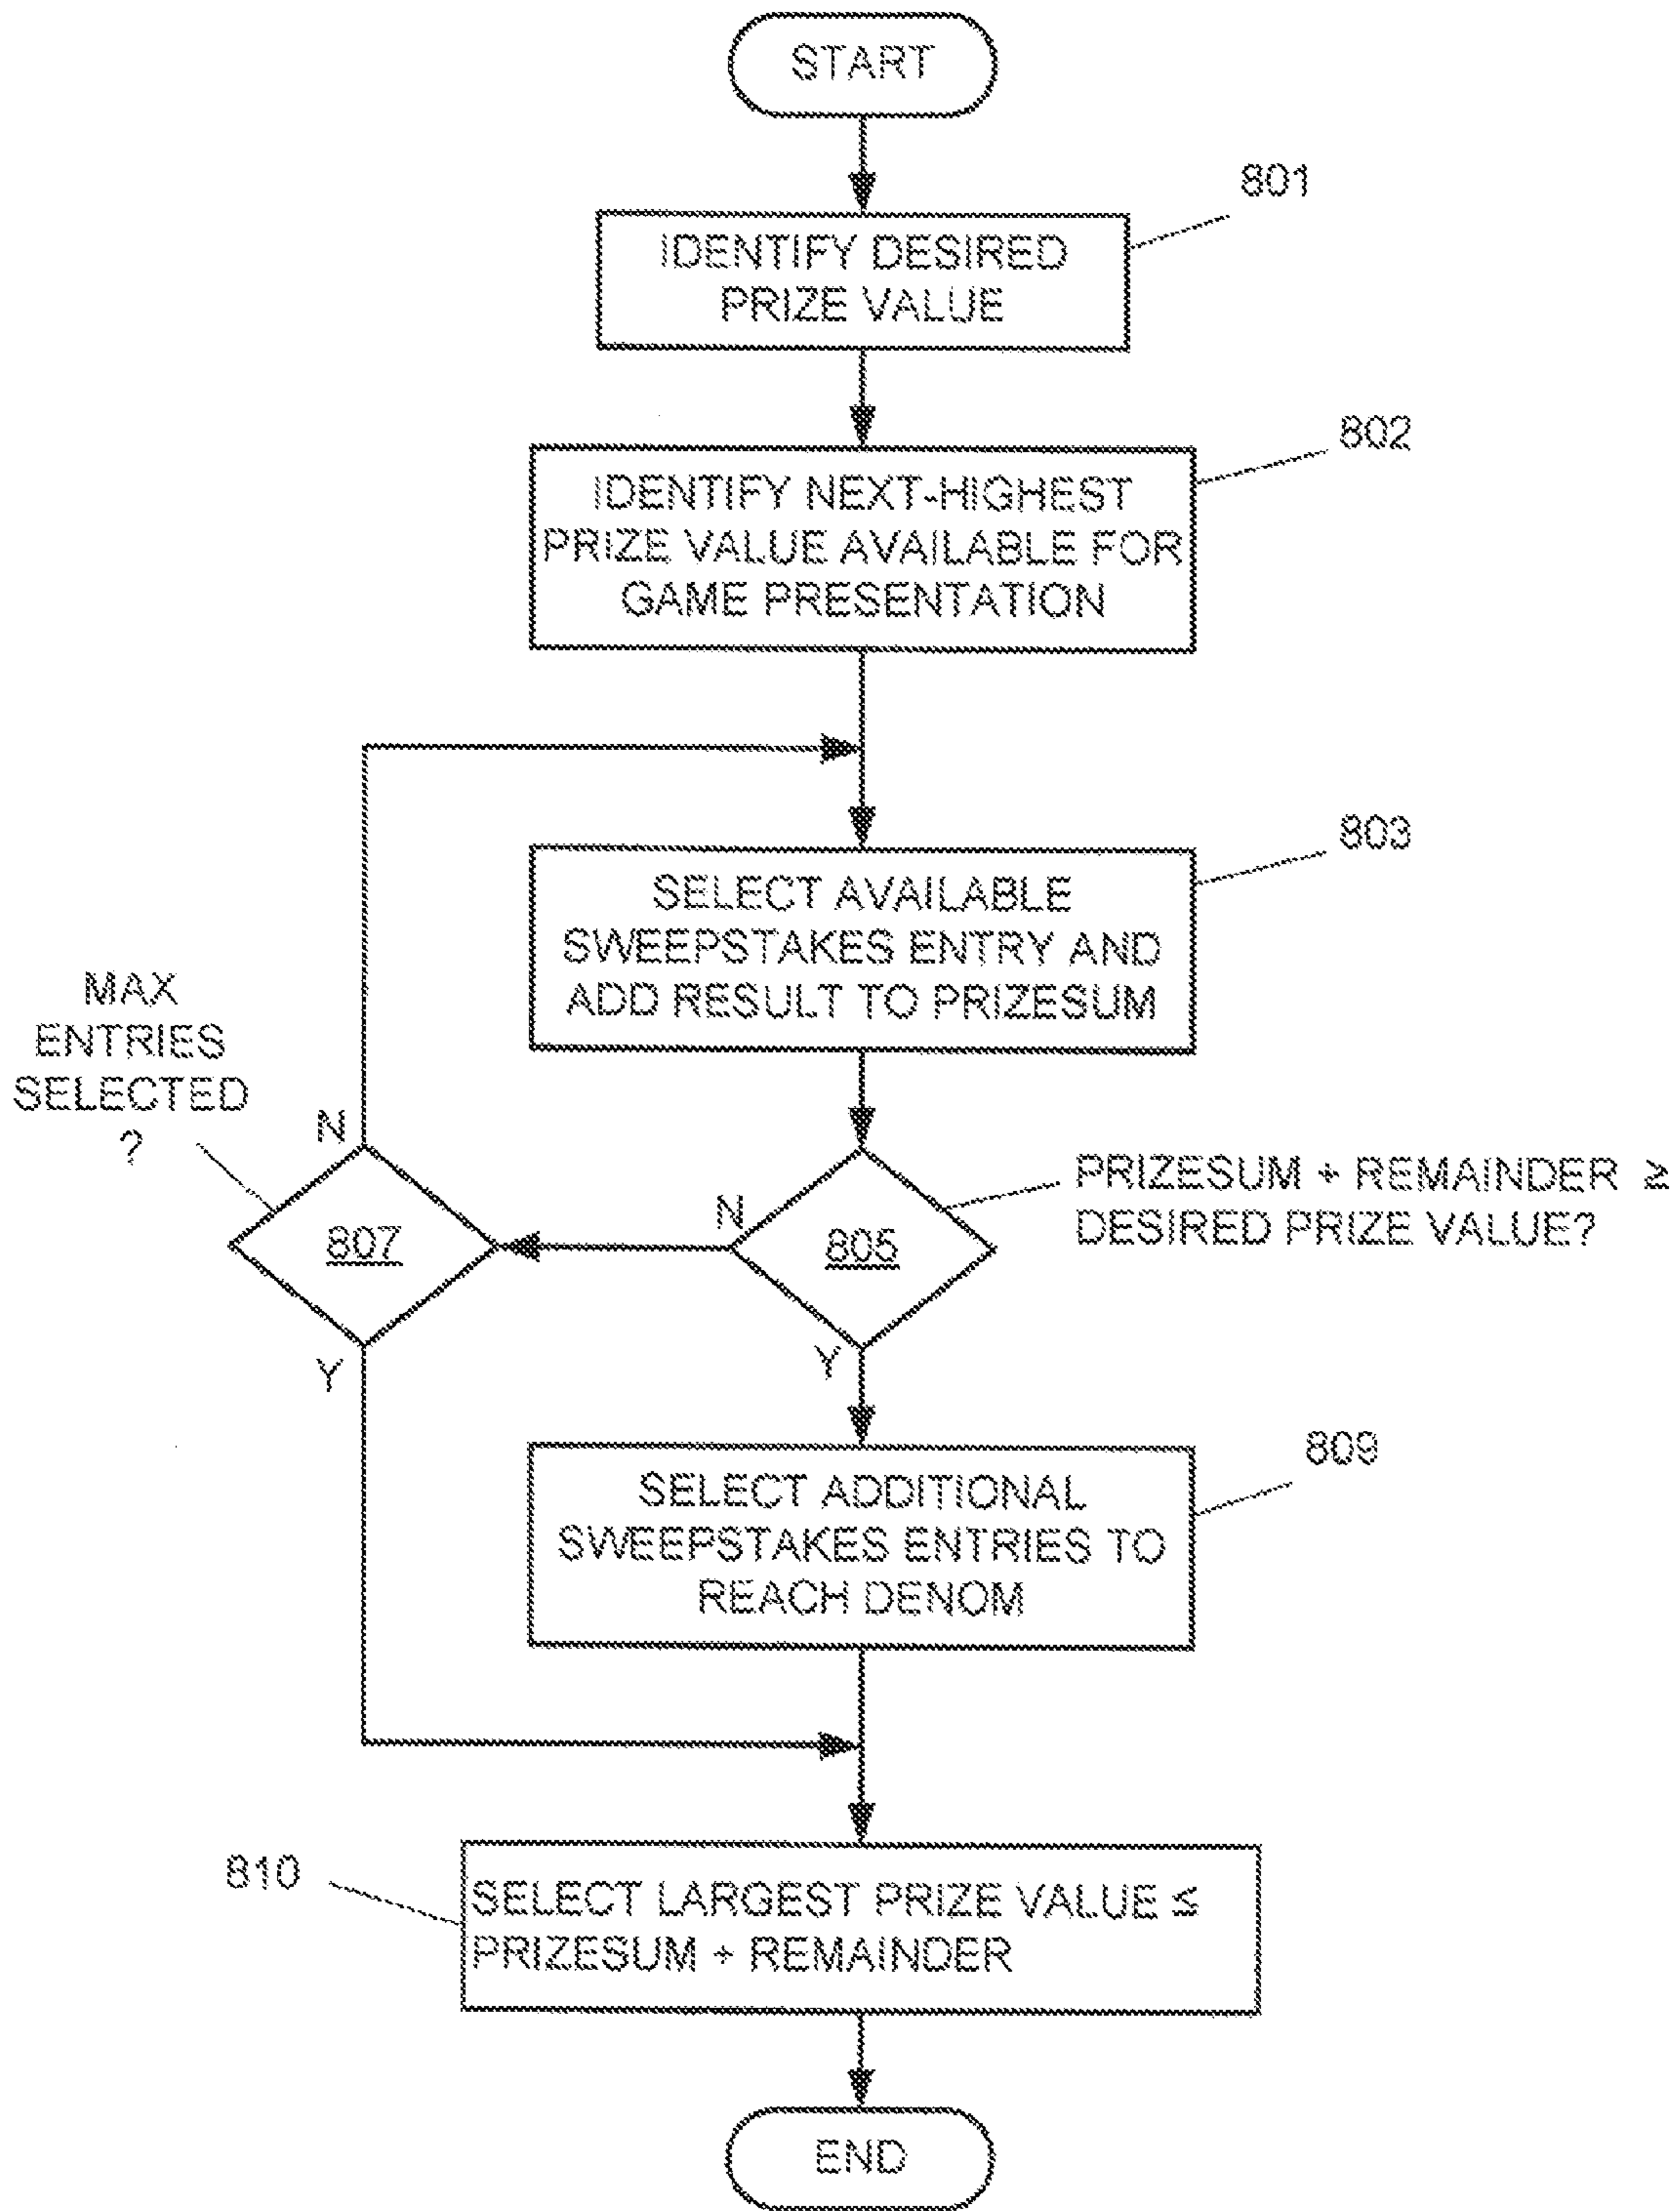 START
801
IDENTIFY DESIRED
PRIZE VALUE
802
IDENTIFY NEXT-HIGHEST
PRIZE VALUE AVAILABLE FOR
GAME PRESENTATION
803
SELECT AVAILABLE
SWEEPSTAKES ENTRY AND
ADD RESULT TO PRIZESUM
MAX
ENTRIES
SELECTED
?
N
807
Y
N
805
Y
PRIZESUM + REMAINDER ≥
DESIRED PRIZE VALUE?
809
SELECT ADDITIONAL
SWEEPSTAKES ENTRIES TO
REACH DENOM
810
SELECT LARGEST PRIZE VALUE ≤
PRIZESUM + REMAINDER
END